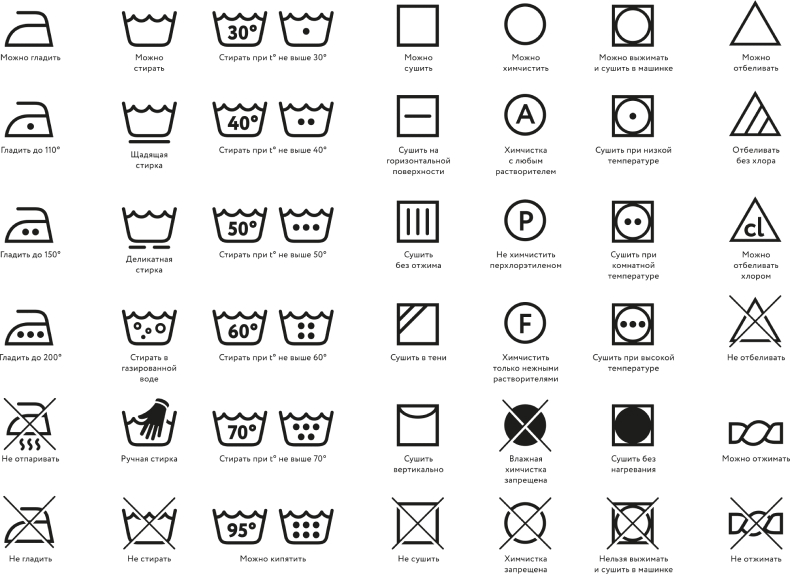 30°
Можно гладить
Можно
стирать
Стирать при t° не выше 30°
Можно
сушить
Можно
химчистить
Можно выжимать
и сушить в машинке
Можно
отбеливать
40°
A
Гладить до 110°
Щадящая
стирка
Стирать при t° не выше 40°
Сушить на
горизонтальной
поверхности
Химчистка
с любым
растворителем
Сушить при низкой
температуре
Отбеливать
без хлора
50°
P
cl
Гладить до 150°
Деликатная
стирка
Стирать при t° не выше 50°
Сушить
без отжима
Не химчистить
перхлорэтиленом
Сушить при
комнатной
температуре
Можно
отбеливать
хлором
60°
F
Гладить до 200°
Стирать в
газированной
воде
Стирать при t° не выше 60°
Сушить в тени
Химчистить
только нежными
растворителями
Сушить при высокой
температуре
Не отбеливать
70°
Не отпаривать
Ручная стирка
Стирать при t° не выше 70°
Сушить
вертикально
Влажная
химчистка
запрещена
Сушить без
нагревания
Можно отжимать
95°
Не гладить
Не стирать
Можно кипятить
Не сушить
Химчистка
запрещена
Нельзя выжимать
и сушить в машинке
Не отжимать